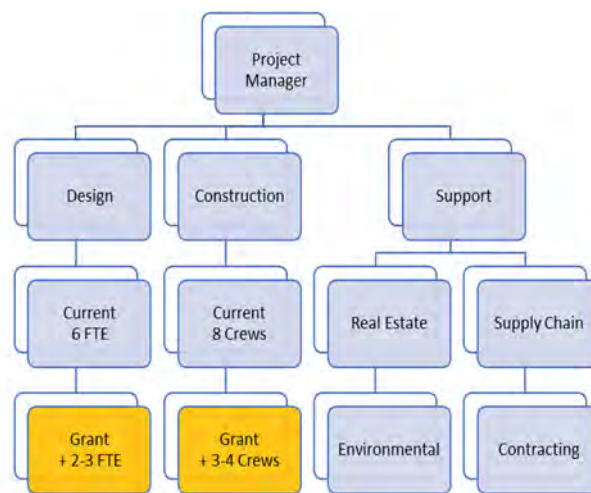 Project
Manager
Design
Construction
Support
Current
6 FTE
Current
8 Crews
Real Estate
Supply Chain
Grant
+ 2-3 FTE
Grant
+ 3-4 Crews
Environmental
Contracting